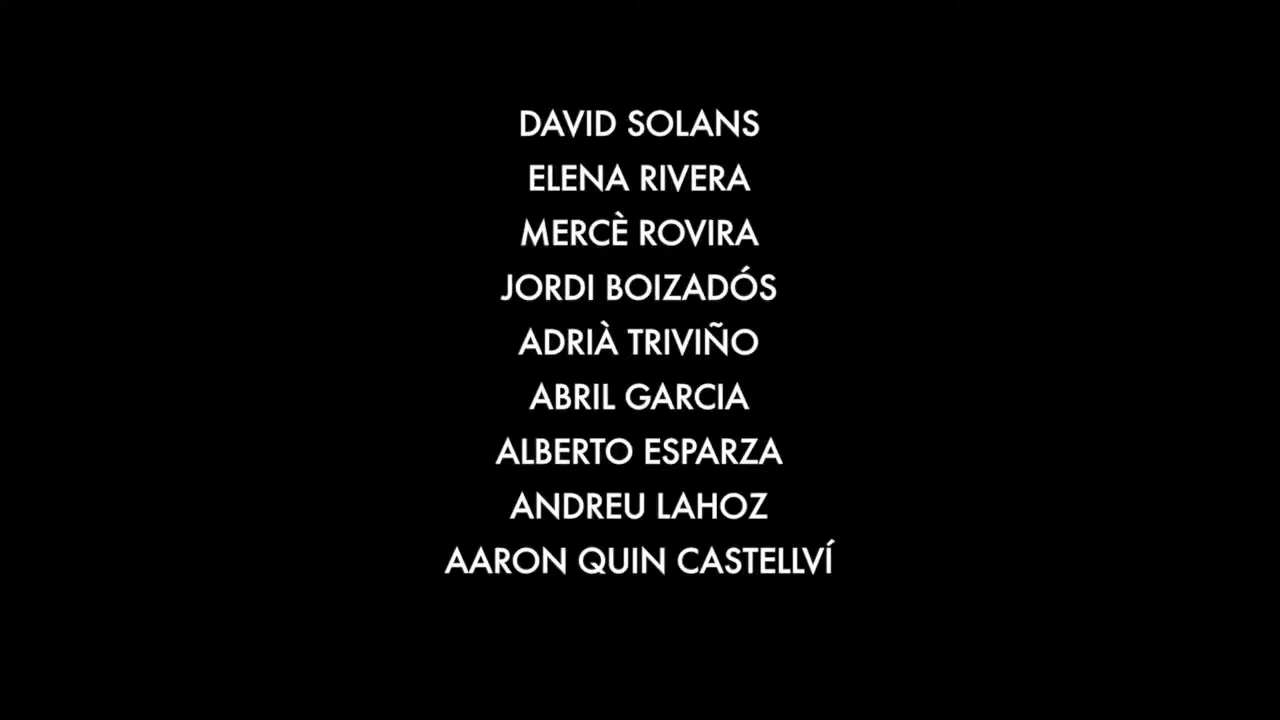 DAVID SOLANS
ELENA RIVERA
MERCÈ ROVIRA
JORDI BOIZADÓS
ADRIÀ TRIVIÑO
ABRIL GARCIA
ALBERTO ESPARZA
ANDREU LAHOZ
AARON QUIN CASTELLVÍ